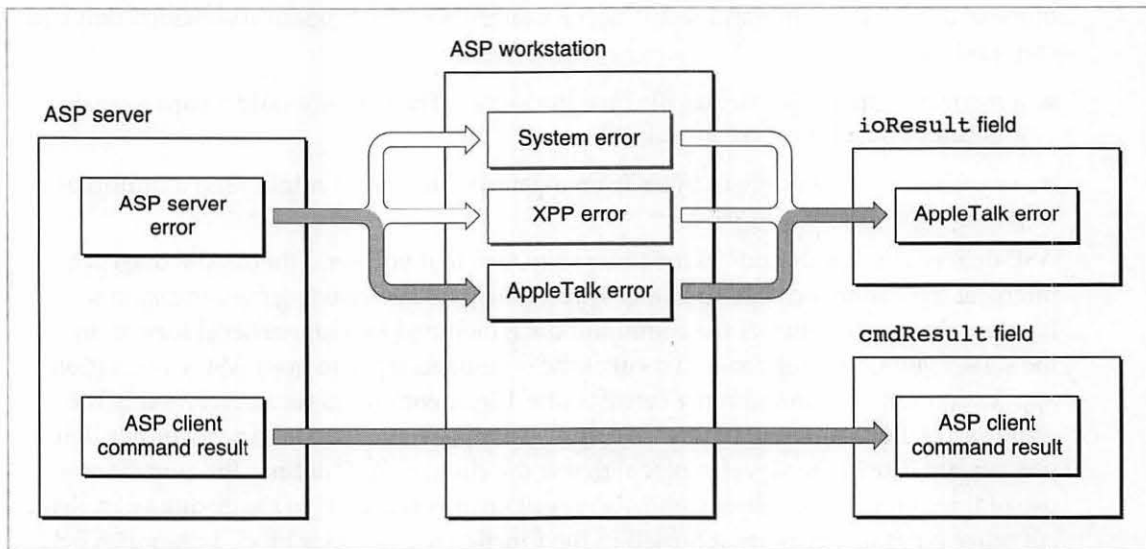 ASP workstation
ASP server
System error
ioResult field
ASP server
error
XPP error
AppleTalk error
AppleTalk error
cmdResult field
ASP client
command result
ASP client
command result